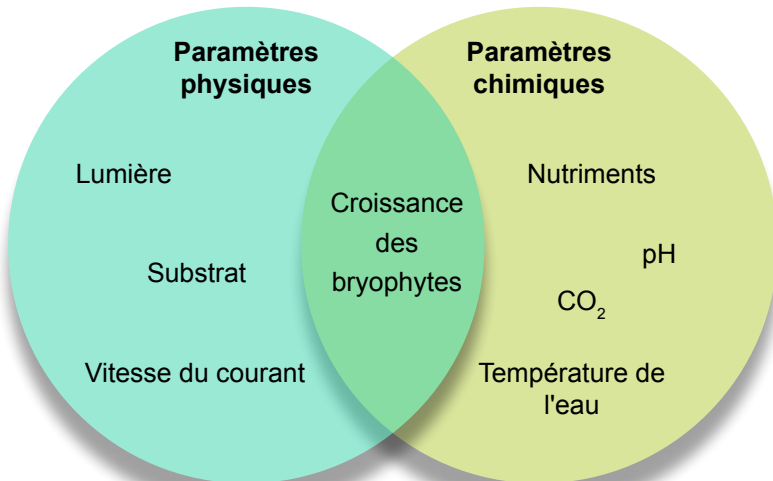 Paramètres
physiques
Paramètres
chimiques
Lumière
Substrat
Vitesse du courant
Croissance
des
bryophytes
Nutriments
pH
CO₂
Température de
l'eau